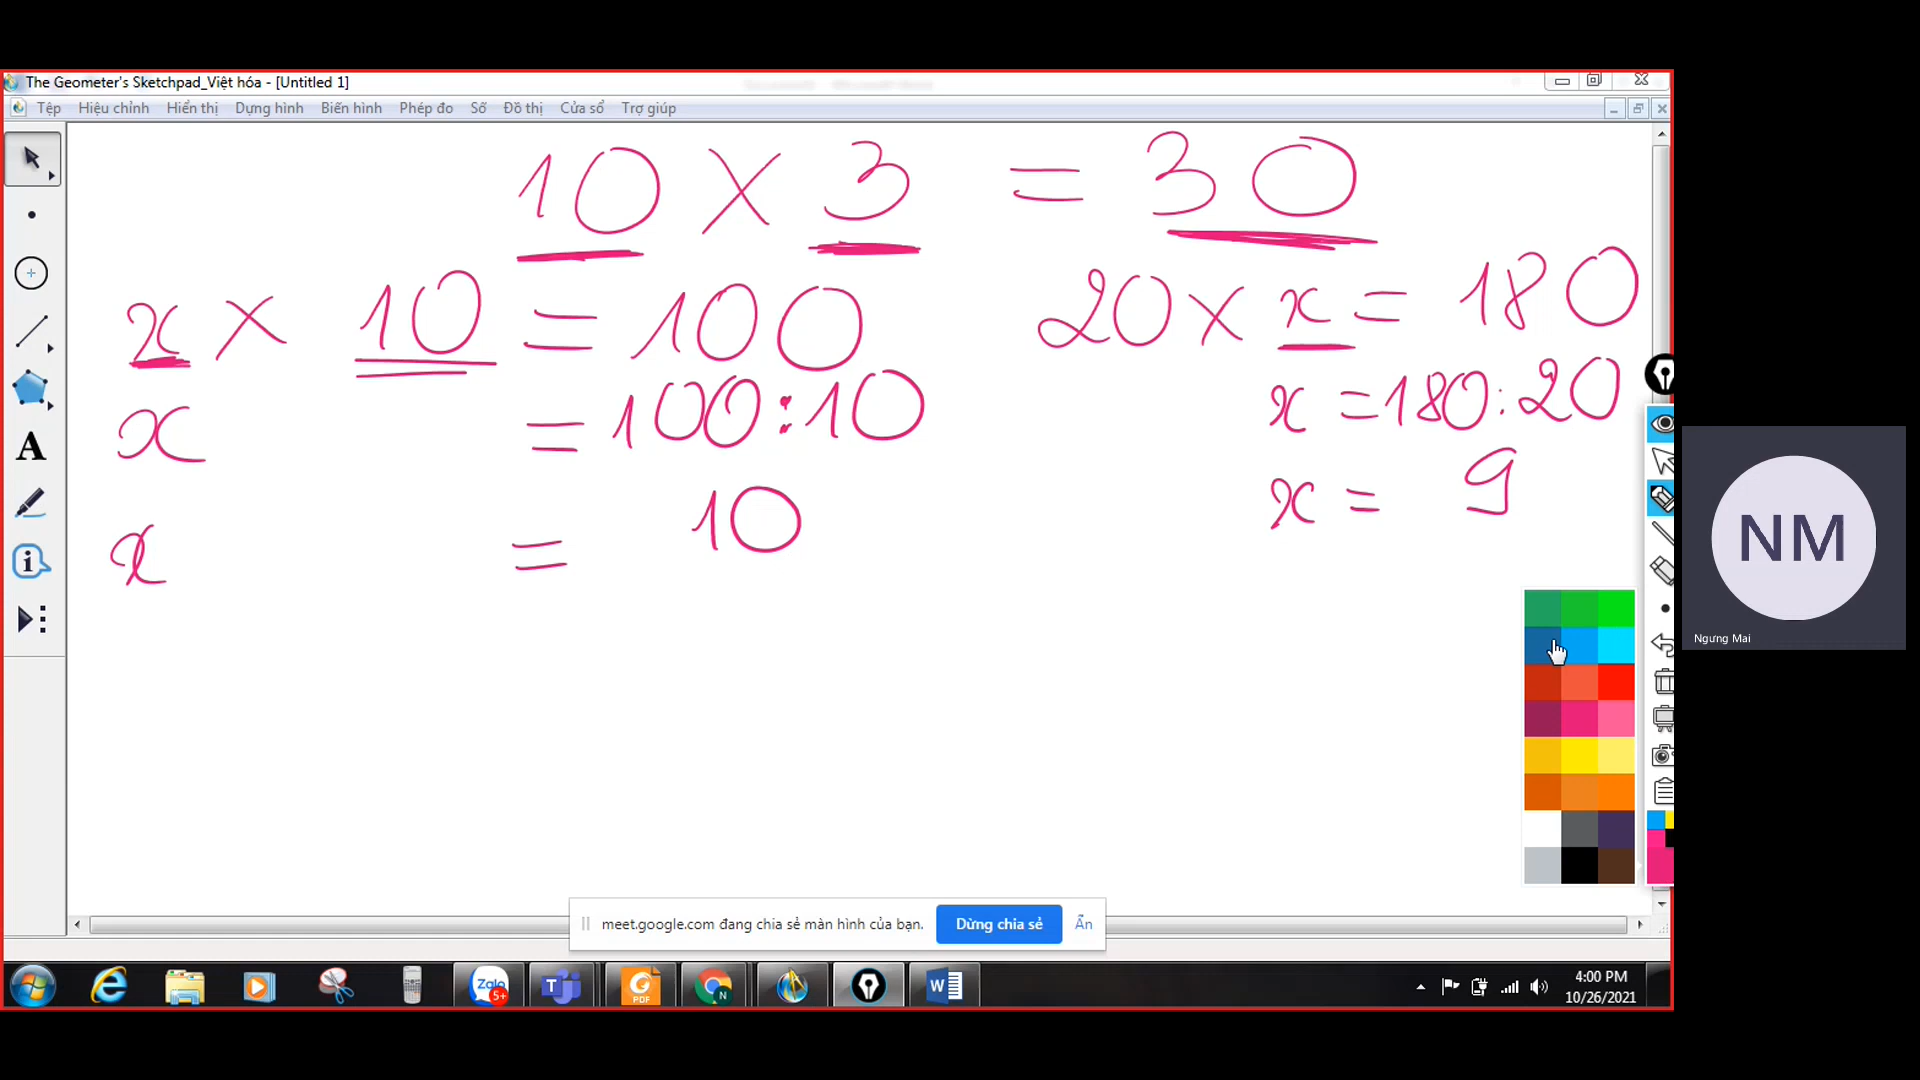 The Geometer's Sketchpad_Việt hóa - [Untitled 1]
Tệp Hiệu chỉnh Hiển thị Dựng hình Biến hình Phép đo Số Đồ thị Cửa sổ Trợ giúp
10 × 3 = 30
x × 10 = 100
x = 100:10
x = 10
20 × x = 180
x = 180:20
x = 9
A
NM
Ngưng Mai
meet.google.com đang chia sẻ màn hình của bạn. Dừng chia sẻ Ẩn
Zalo 5+
T
PDF
N
W
4:00 PM
10/26/2021